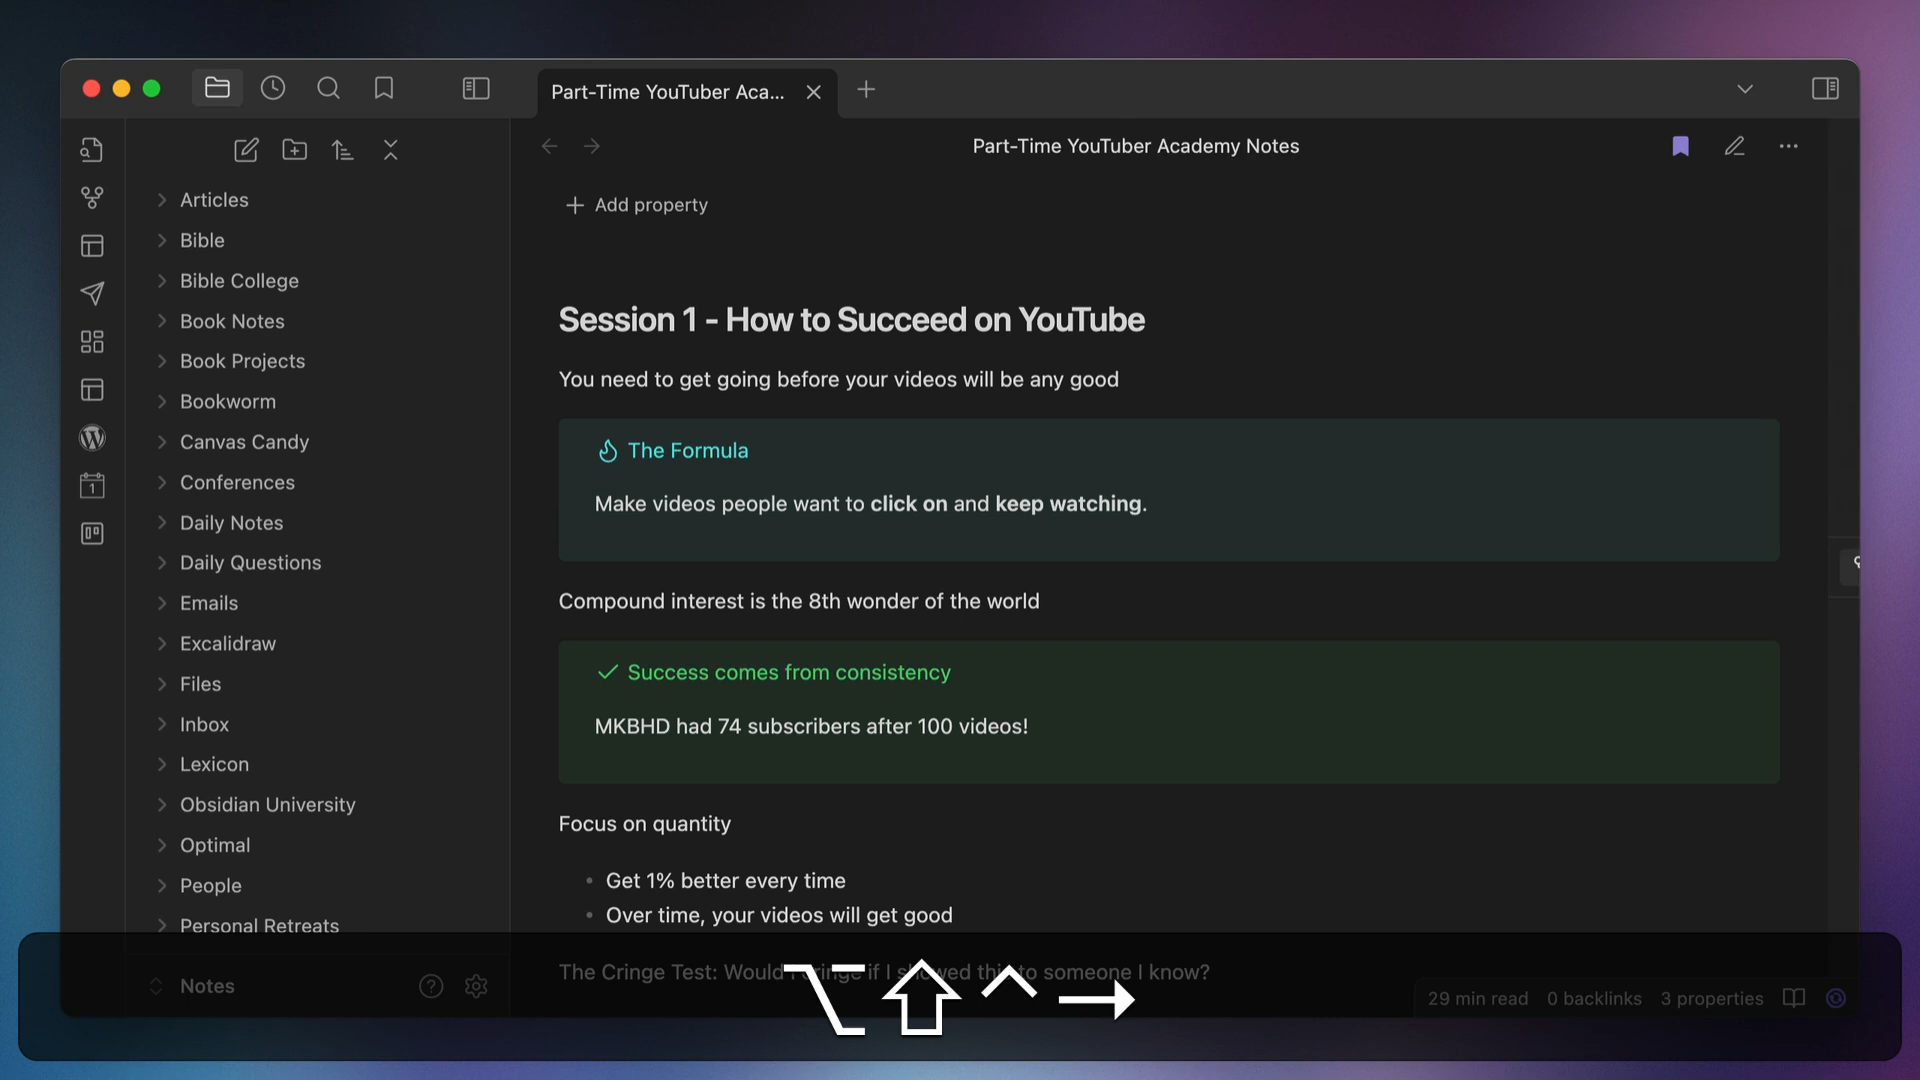 Part-Time YouTuber Aca...
Part-Time YouTuber Academy Notes
Add property
Articles
Bible
Bible College
Book Notes
Book Projects
Bookworm
Canvas Candy
Conferences
Daily Notes
Daily Questions
Emails
Excalidraw
Files
Inbox
Lexicon
Obsidian University
Optimal
People
Personal Retreats
Notes
1
Session 1 - How to Succeed on YouTube
You need to get going before your videos will be any good
The Formula
Make videos people want to click on and keep watching.
Compound interest is the 8th wonder of the world
Success comes from consistency
MKBHD had 74 subscribers after 100 videos!
Focus on quantity
• Get 1% better every time
• Over time, your videos will get good
The Cringe Test: Would I cringe if I showed this to someone I know?
⌥⇧^→
29 min read 0 backlinks 3 properties